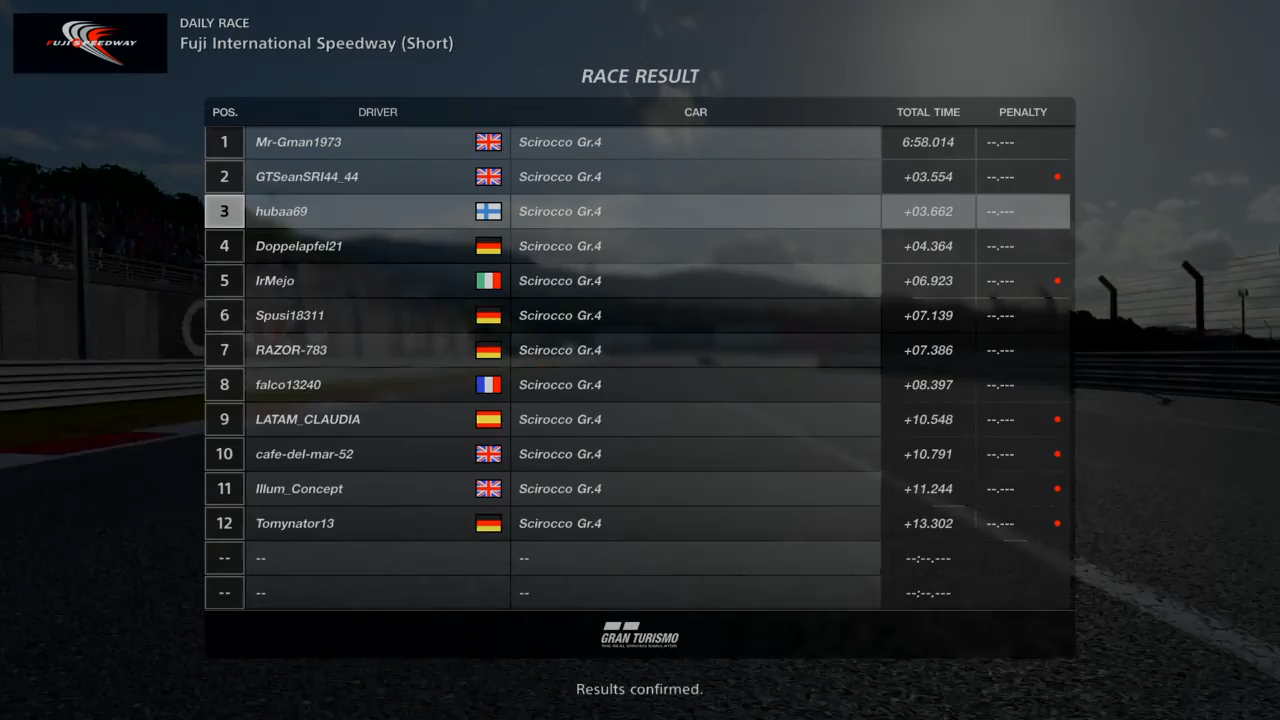 FUJI SPEEDWAY
DAILY RACE
Fuji International Speedway (Short)
RACE RESULT
POS. DRIVER CAR TOTAL TIME PENALTY
1 Mr-Gman1973 Scirocco Gr.4 6:58.014 --.---
2 GTSeanSRI44_44 Scirocco Gr.4 +03.554 --.---
3 hubaa69 Scirocco Gr.4 +03.662 --.---
4 Doppelapfel21 Scirocco Gr.4 +04.364 --.---
5 IrMejo Scirocco Gr.4 +06.923 --.---
6 Spusi18311 Scirocco Gr.4 +07.139 --.---
7 RAZOR-783 Scirocco Gr.4 +07.386 --.---
8 falco13240 Scirocco Gr.4 +08.397 --.---
9 LATAM_CLAUDIA Scirocco Gr.4 +10.548 --.---
10 cafe-del-mar-52 Scirocco Gr.4 +10.791 --.---
11 Illum_Concept Scirocco Gr.4 +11.244 --.---
12 Tomynator13 Scirocco Gr.4 +13.302 --.---
-- -- -- --:--.---
-- -- -- --:--.---
GRAN TURISMO
THE REAL DRIVING SIMULATOR
Results confirmed.